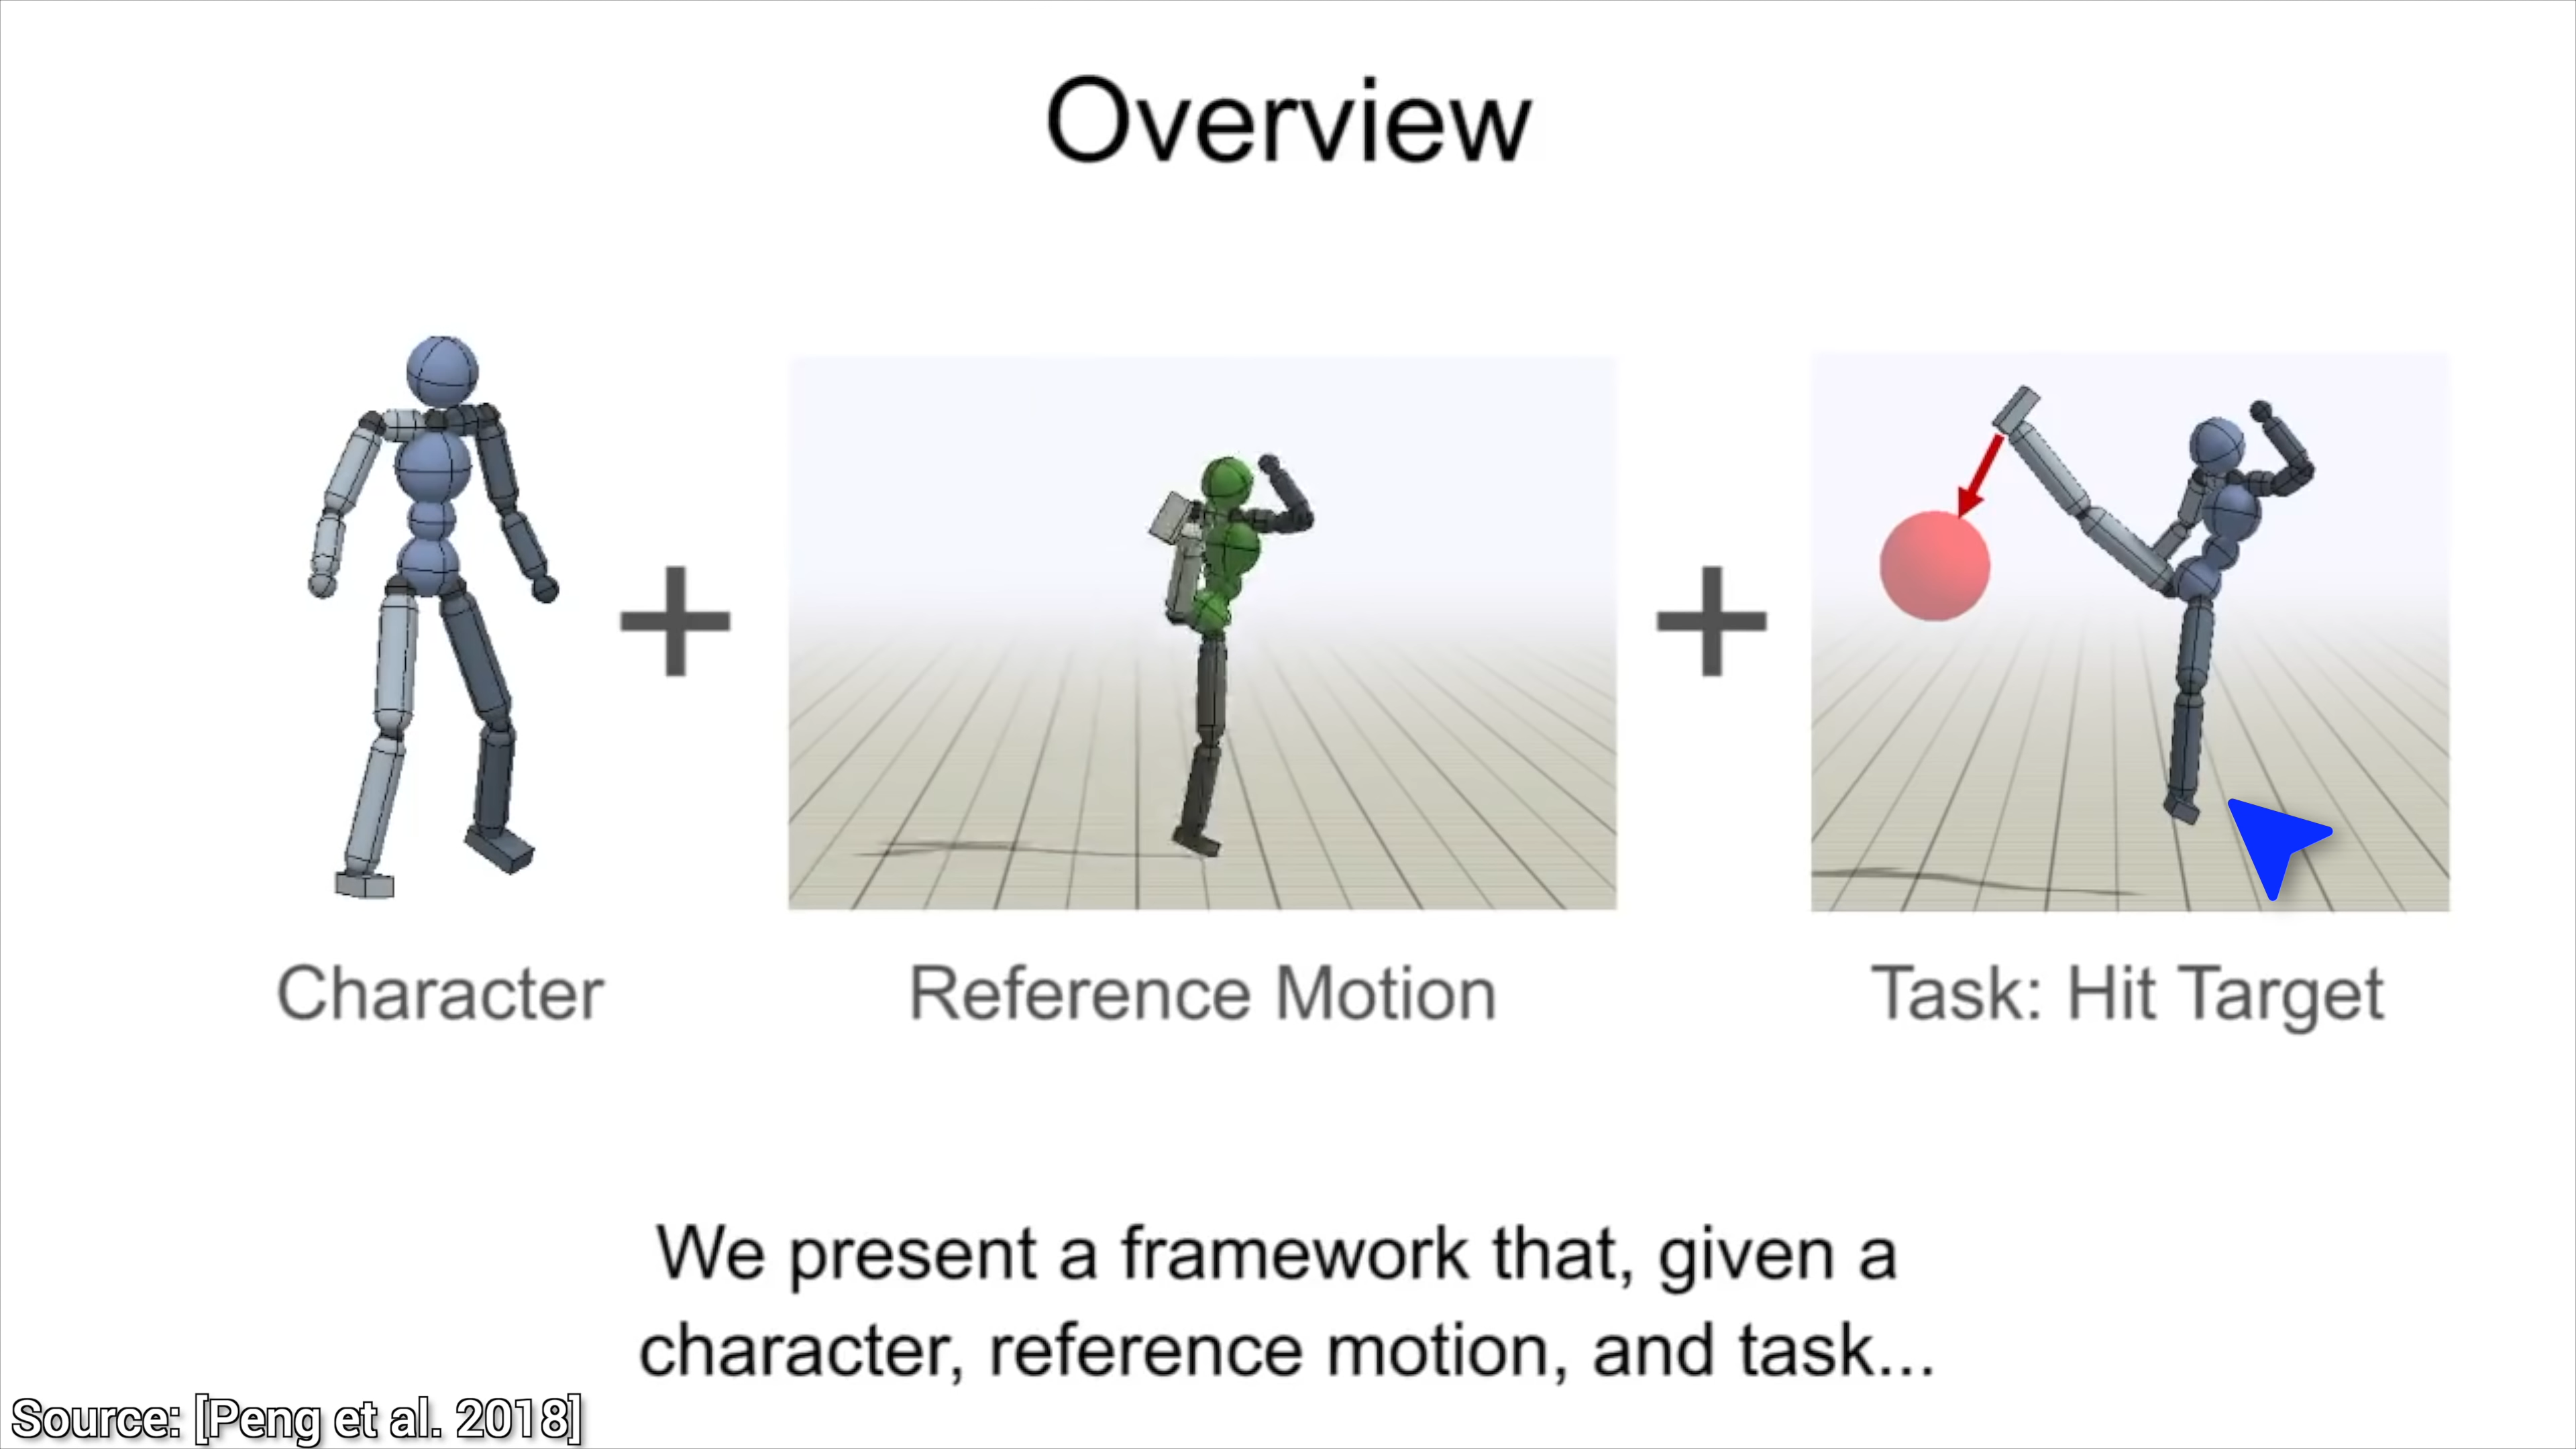 Overview
Character
Reference Motion
Task: Hit Target
We present a framework that, given a
character, reference motion, and task...
Source: [Peng et al. 2018]